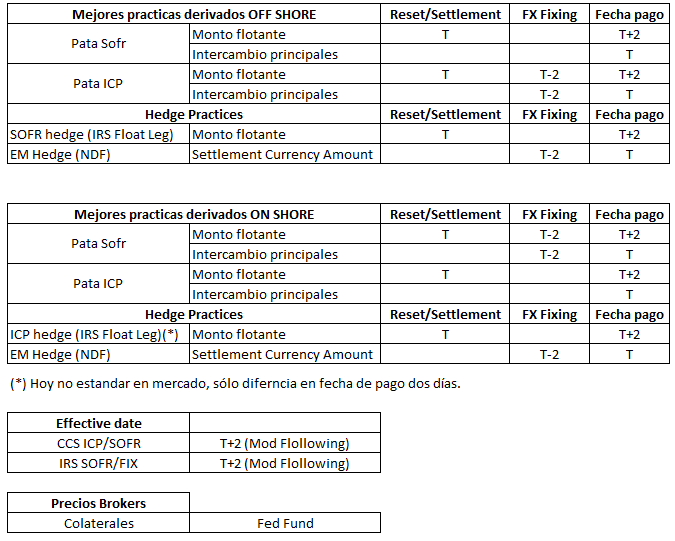 Mejores practicas derivados OFF SHORE Reset/Settlement FX Fixing Fecha pago
Pata Sofr Monto flotante T T+2
Intercambio principales T
Pata ICP Monto flotante T T-2 T+2
Intercambio principales T-2 T
Hedge Practices Reset/Settlement FX Fixing Fecha pago
SOFR hedge (IRS Float Leg) Monto flotante T T+2
EM Hedge (NDF) Settlement Currency Amount T-2 T
Mejores practicas derivados ON SHORE Reset/Settlement FX Fixing Fecha pago
Pata Sofr Monto flotante T T-2 T+2
Intercambio principales T-2 T
Pata ICP Monto flotante T T+2
Intercambio principales T
Hedge Practices Reset/Settlement FX Fixing Fecha pago
ICP hedge (IRS Float Leg)(*) Monto flotante T T+2
EM Hedge (NDF) Settlement Currency Amount T-2 T
(*) Hoy no estandar en mercado, sólo diferncia en fecha de pago dos días.
Effective date
CCS ICP/SOFR T+2 (Mod Flollowing)
IRS SOFR/FIX T+2 (Mod Flollowing)
Precios Brokers
Colaterales Fed Fund